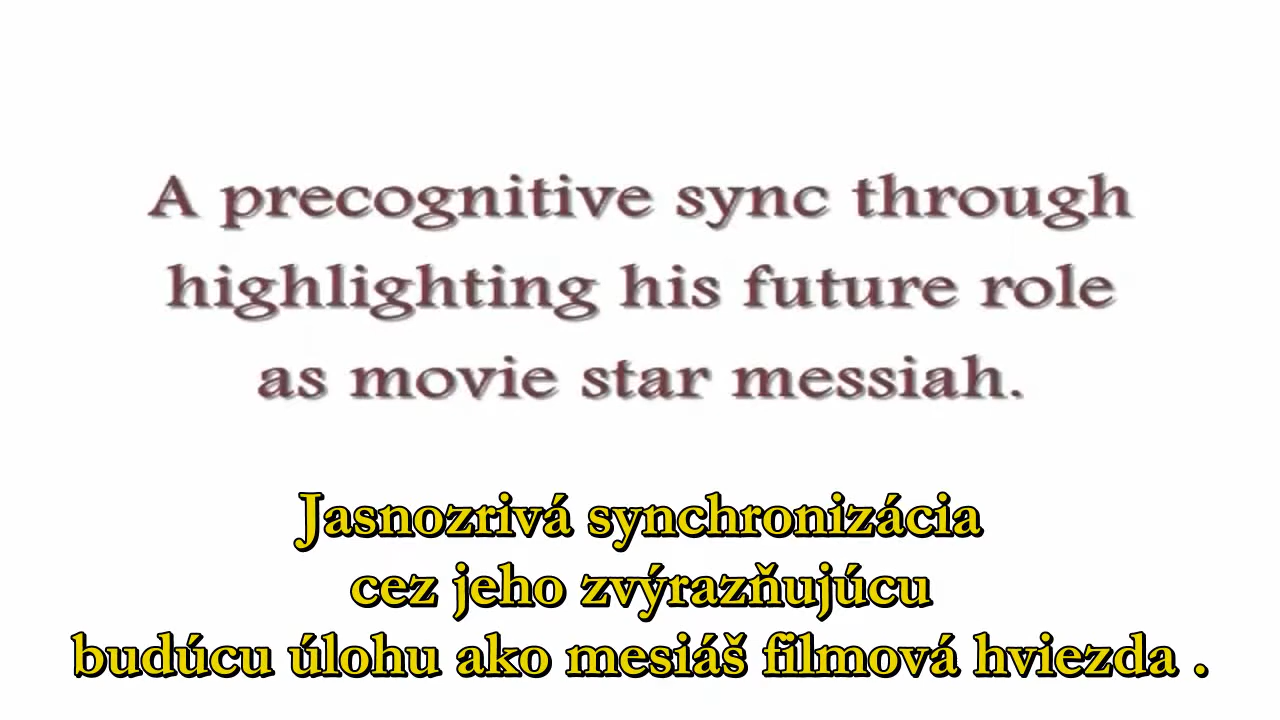 A precognitive sync through
highlighting his future role
as movie star messiah.
Jasnozrivá synchronizácia
cez jeho zvýrazňujúcu
budúcu úlohu ako mesiáš filmová hviezda .